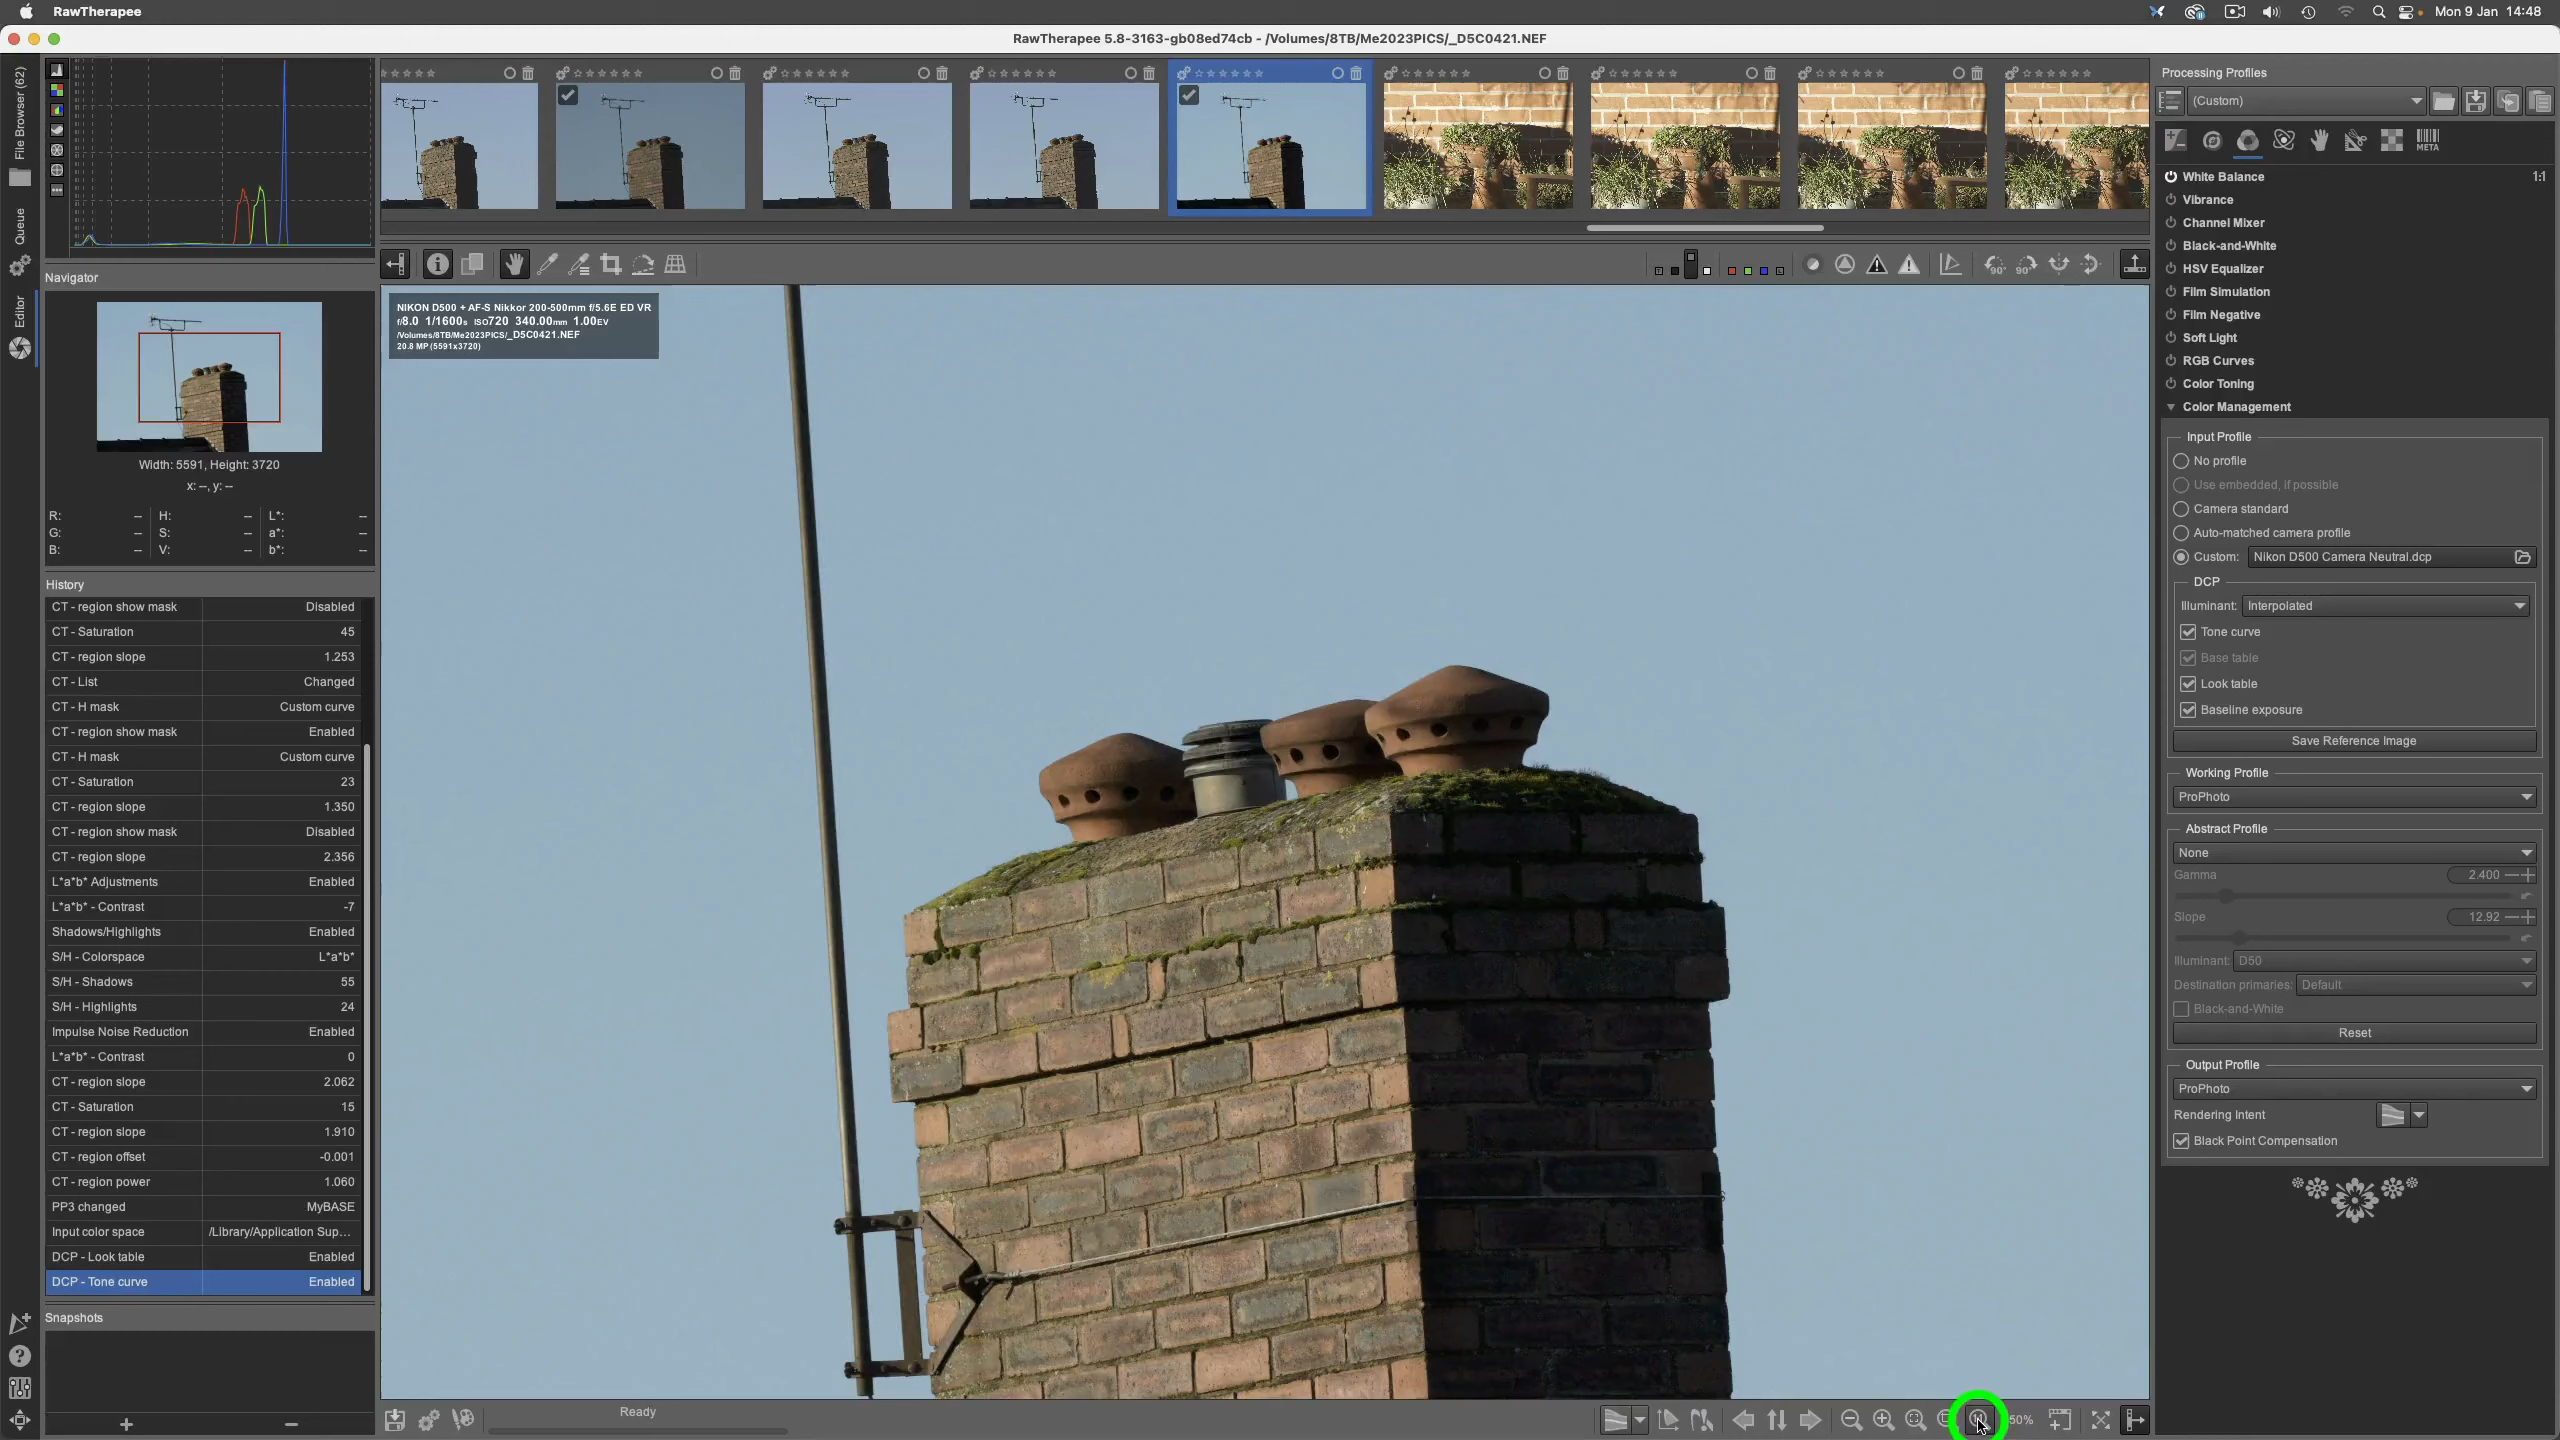 RawTherapee
Mon 9 Jan 14:48
RawTherapee 5.8-3163-gb08ed74cb - /Volumes/8TB/Me2023PICS/_D5C0421.NEF
File Browser (62)
Queue
Editor
Navigator
Width: 5591, Height: 3720
x: --, y: --
R: -- H: -- L*: --
G: -- S: -- a*: --
B: -- V: -- b*: --
History
CT - region show mask Disabled
CT - Saturation 45
CT - region slope 1.253
CT - List Changed
CT - H mask Custom curve
CT - region show mask Enabled
CT - H mask Custom curve
CT - Saturation 23
CT - region slope 1.350
CT - region show mask Disabled
CT - region slope 2.356
L*a*b* Adjustments Enabled
L*a*b* - Contrast -7
Shadows/Highlights Enabled
S/H - Colorspace L*a*b*
S/H - Shadows 55
S/H - Highlights 24
Impulse Noise Reduction Enabled
L*a*b* - Contrast 0
CT - region slope 2.062
CT - Saturation 15
CT - region slope 1.910
CT - region offset -0.001
CT - region power 1.060
PP3 changed MyBASE
Input color space /Library/Application Sup...
DCP - Look table Enabled
DCP - Tone curve Enabled
Snapshots
NIKON D500 + AF-S Nikkor 200-500mm f/5.6E ED VR
f/8.0 1/1600s ISO720 340.00mm 1.00EV
/Volumes/8TB/Me2023PICS/_D5C0421.NEF
20.8 MP (5591x3720)
90° 90°
Ready
50%
Processing Profiles
(Custom)
META
White Balance 1:1
Vibrance
Channel Mixer
Black-and-White
HSV Equalizer
Film Simulation
Film Negative
Soft Light
RGB Curves
Color Toning
Color Management
Input Profile
No profile
Use embedded, if possible
Camera standard
Auto-matched camera profile
Custom: Nikon D500 Camera Neutral.dcp
DCP
Illuminant: Interpolated
Tone curve
Base table
Look table
Baseline exposure
Save Reference Image
Working Profile
ProPhoto
Abstract Profile
None
Gamma 2.400
Slope 12.92
Illuminant: D50
Destination primaries: Default
Black-and-White
Reset
Output Profile
ProPhoto
Rendering Intent
Black Point Compensation